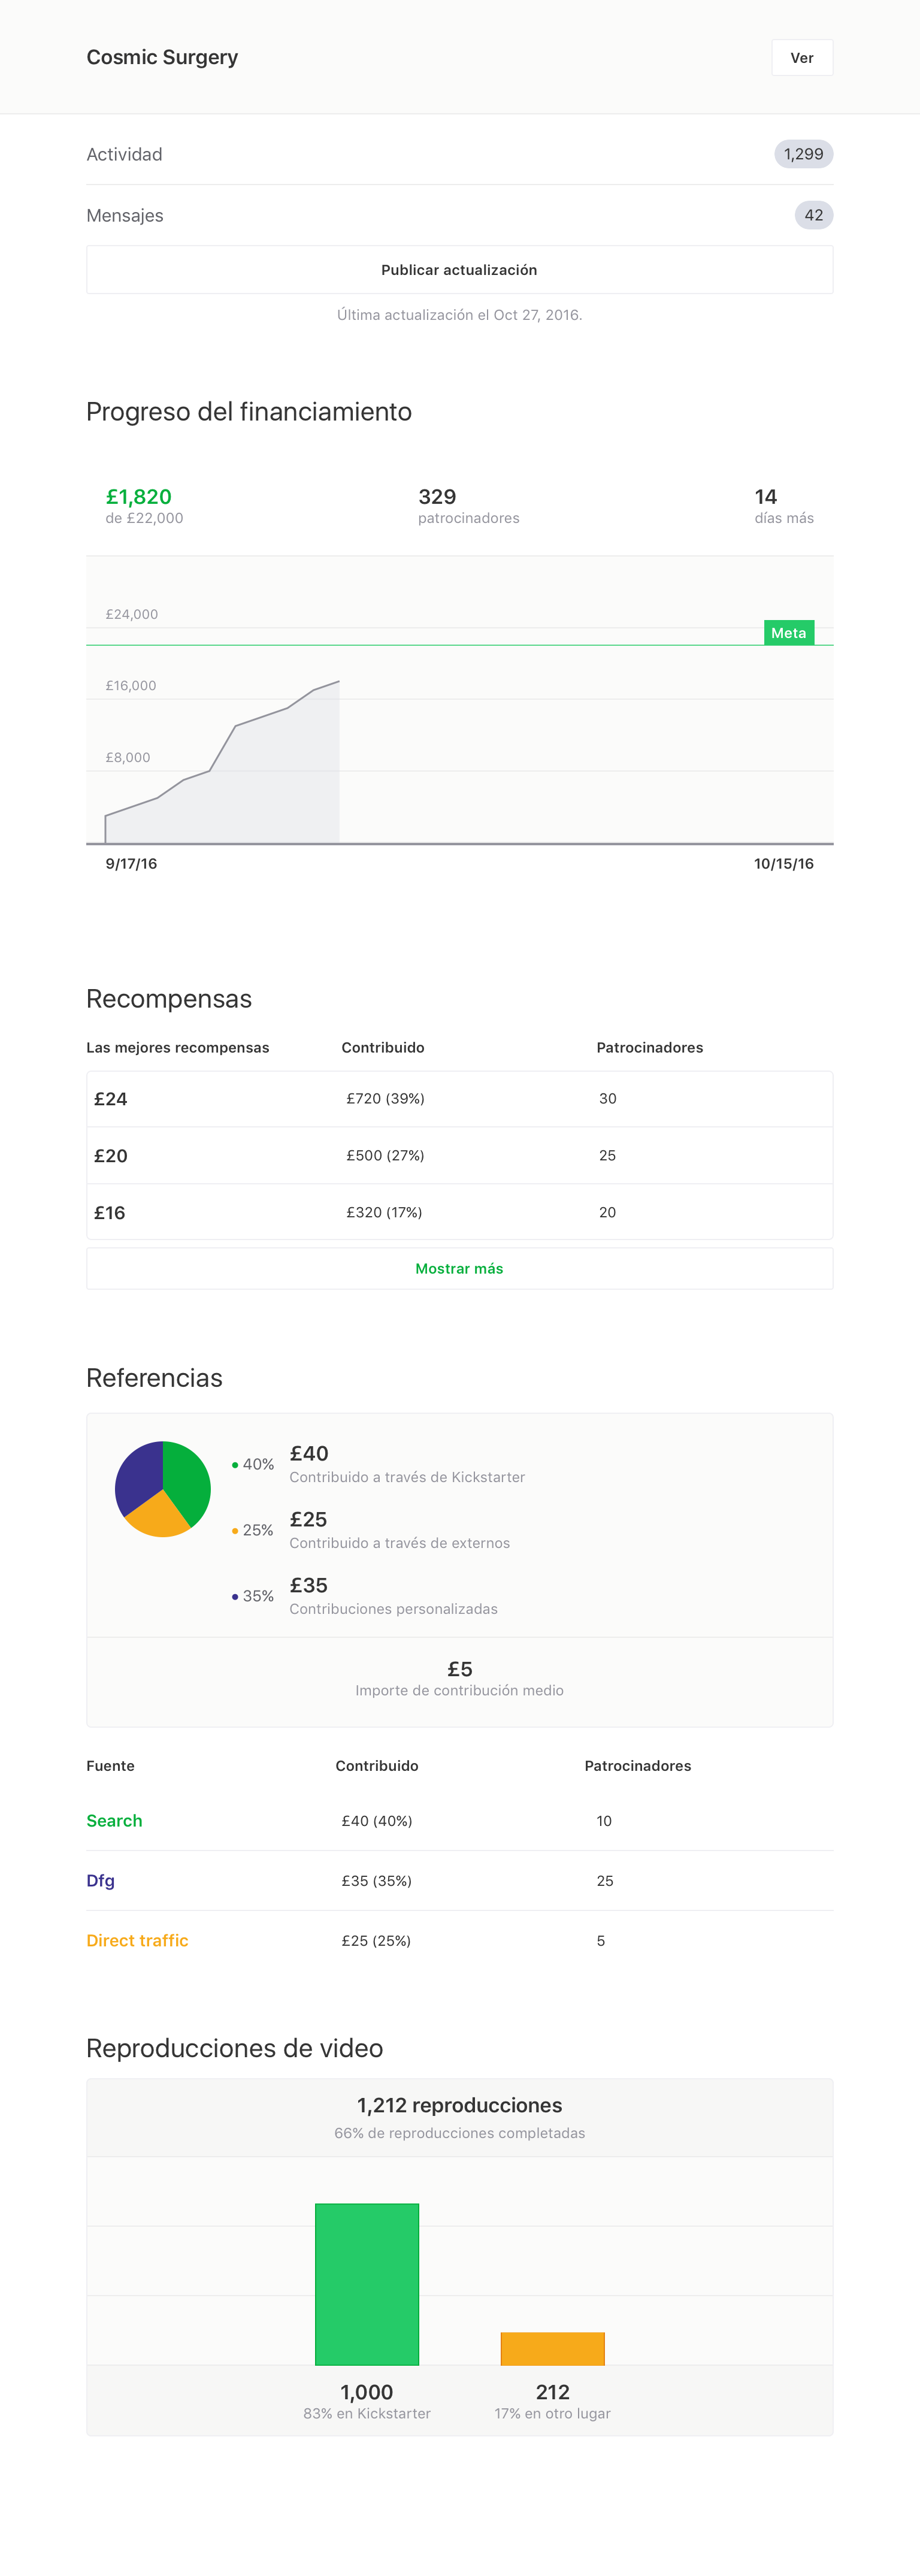 Cosmic Surgery
Ver
Actividad
1,299
Mensajes
42
Publicar actualización
Última actualización el Oct 27, 2016.
Progreso del financiamiento
£1,820
de £22,000
329
patrocinadores
14
días más
£24,000
Meta
£16,000
£8,000
9/17/16
10/15/16
Recompensas
Las mejores recompensas Contribuido Patrocinadores
£24 £720 (39%) 30
£20 £500 (27%) 25
£16 £320 (17%) 20
Mostrar más
Referencias
40%
£40
Contribuido a través de Kickstarter
25%
£25
Contribuido a través de externos
35%
£35
Contribuciones personalizadas
£5
Importe de contribución medio
Fuente Contribuido Patrocinadores
Search £40 (40%) 10
Dfg £35 (35%) 25
Direct traffic £25 (25%) 5
Reproducciones de video
1,212 reproducciones
66% de reproducciones completadas
1,000
83% en Kickstarter
212
17% en otro lugar